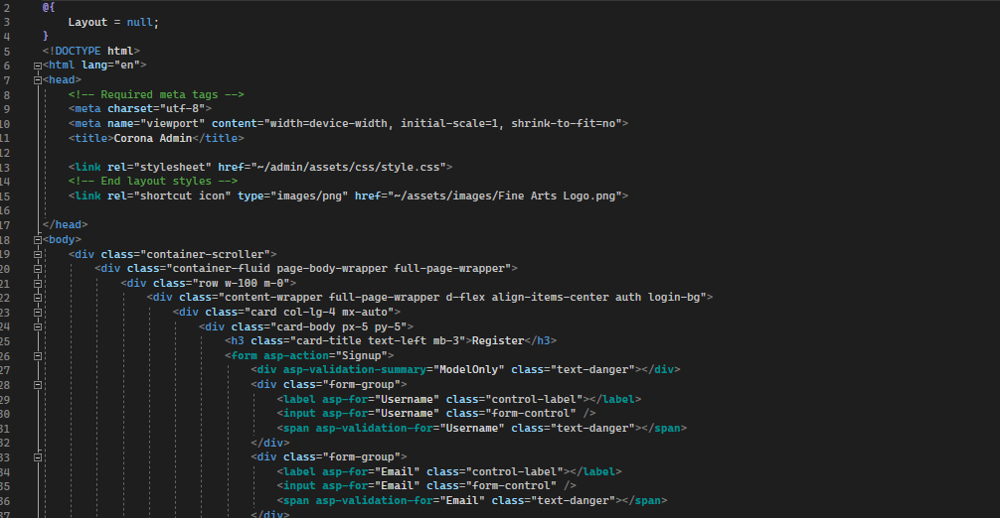 2 @{
3 Layout = null;
4 }
5 <!DOCTYPE html>
6 <html lang="en">
7 <head>
8 <!-- Required meta tags -->
9 <meta charset="utf-8">
10 <meta name="viewport" content="width=device-width, initial-scale=1, shrink-to-fit=no">
11 <title>Corona Admin</title>
12
13 <link rel="stylesheet" href="~/admin/assets/css/style.css">
14 <!-- End layout styles -->
15 <link rel="shortcut icon" type="images/png" href="~/assets/images/Fine Arts Logo.png">
16
17 </head>
18 <body>
19 <div class="container-scroller">
20 <div class="container-fluid page-body-wrapper full-page-wrapper">
21 <div class="row w-100 m-0">
22 <div class="content-wrapper full-page-wrapper d-flex align-items-center auth login-bg">
23 <div class="card col-lg-4 mx-auto">
24 <div class="card-body px-5 py-5">
25 <h3 class="card-title text-left mb-3">Register</h3>
26 <form asp-action="Signup">
27 <div asp-validation-summary="ModelOnly" class="text-danger"></div>
28 <div class="form-group">
29 <label asp-for="Username" class="control-label"></label>
30 <input asp-for="Username" class="form-control" />
31 <span asp-validation-for="Username" class="text-danger"></span>
32 </div>
33 <div class="form-group">
34 <label asp-for="Email" class="control-label"></label>
35 <input asp-for="Email" class="form-control" />
36 <span asp-validation-for="Email" class="text-danger"></span>
37 </div>